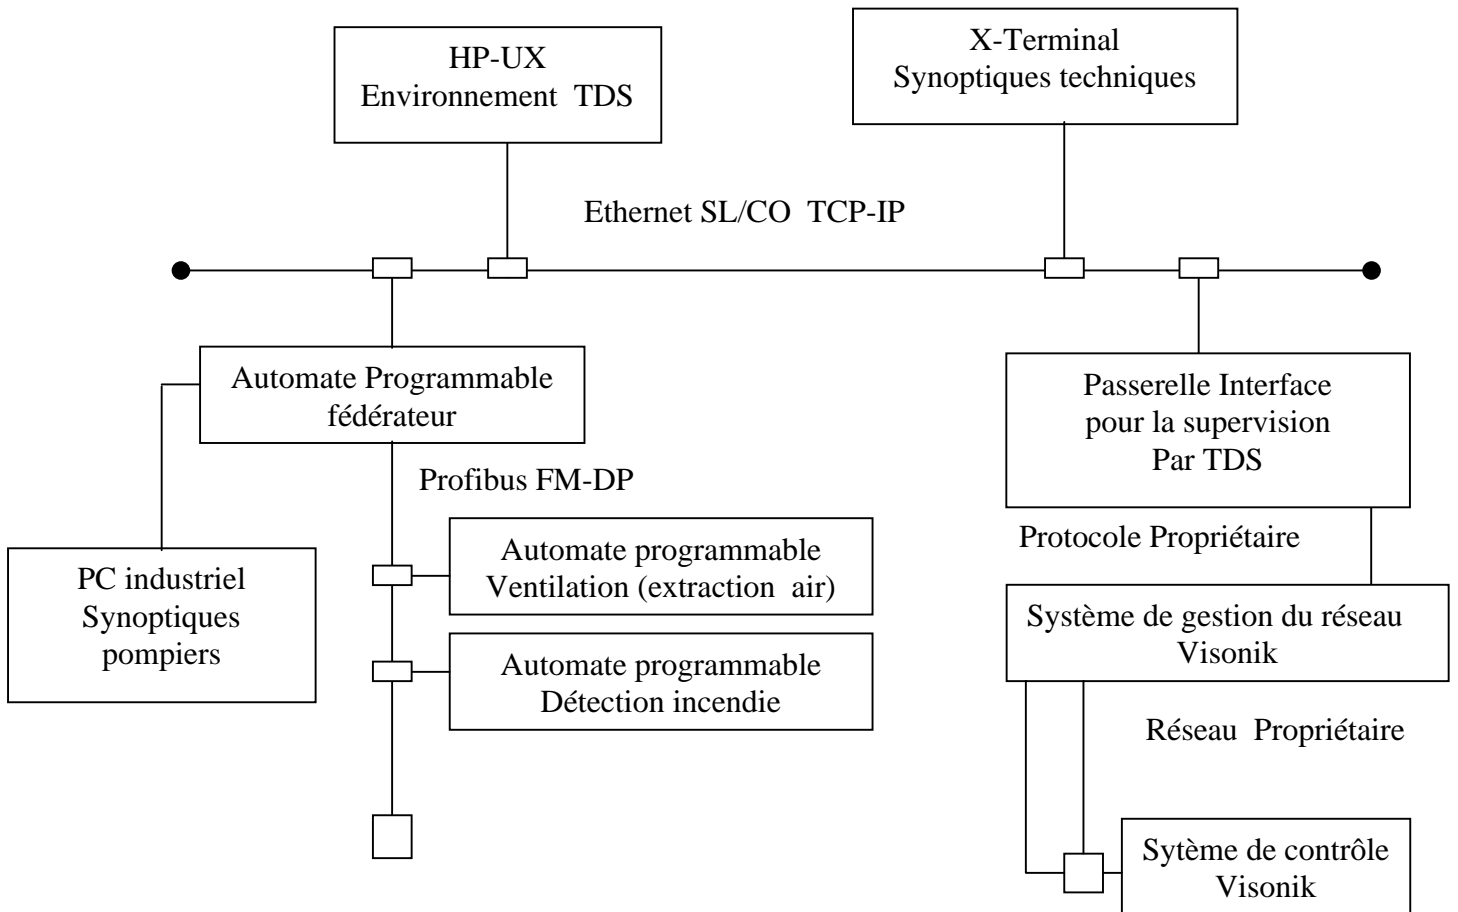 HP-UX
Environnement TDS
X-Terminal
Synoptiques techniques
Ethernet SL/CO TCP-IP
Automate Programmable
fédérateur
Passerelle Interface
pour la supervision
Par TDS
Profibus FM-DP
Automate programmable
Ventilation (extraction air)
Protocole Propriétaire
PC industriel
Synoptiques
pompiers
Système de gestion du réseau
Visonik
Automate programmable
Détection incendie
Réseau Propriétaire
Sytème de contrôle
Visonik